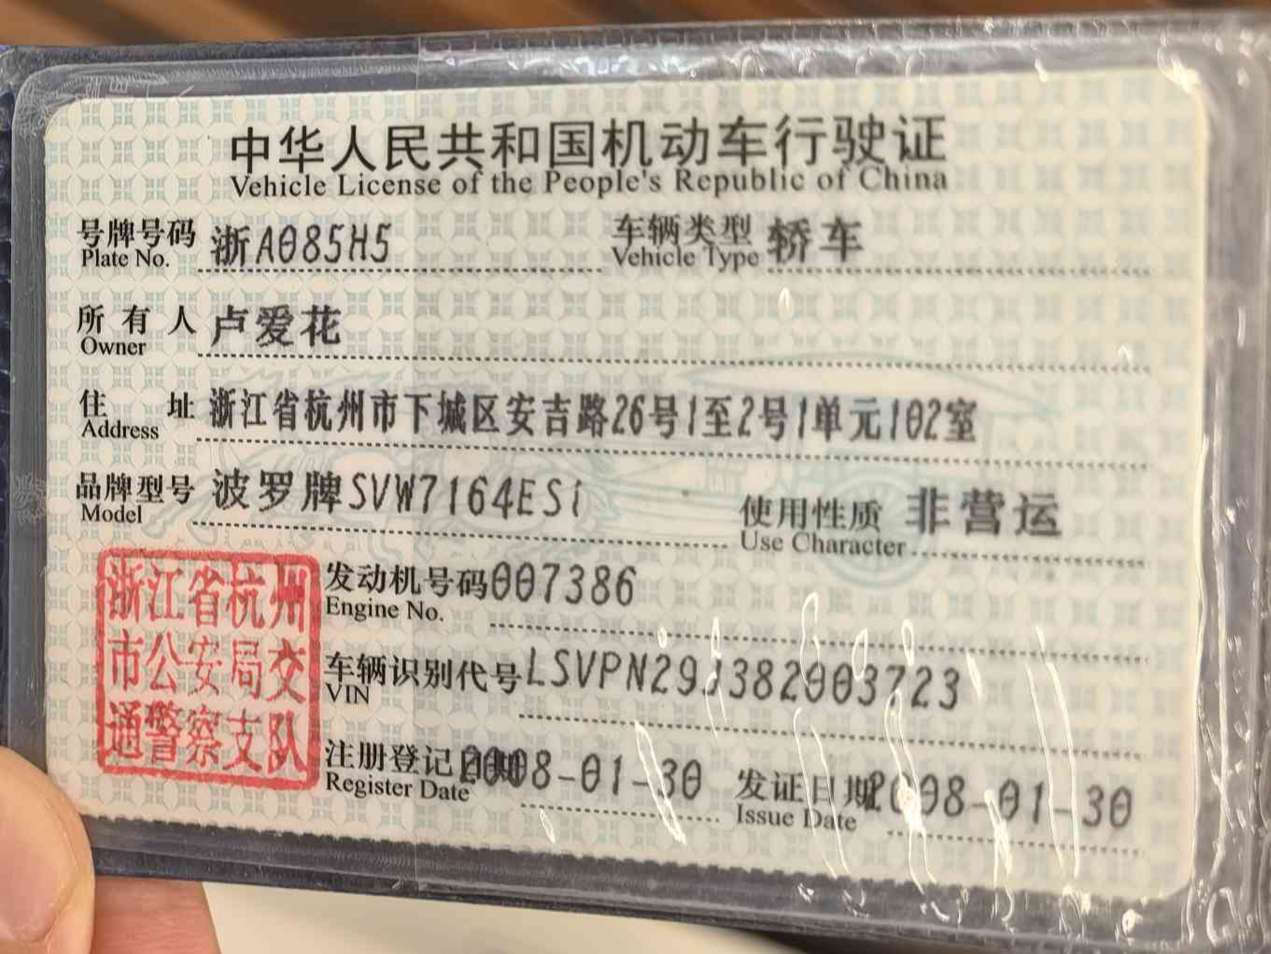 中华人民共和国机动车行驶证
Vehicle License of the People's Republic of China
号牌号码 浙A085H5 车辆类型 轿车
Plate No. Vehicle Type
所有人 卢爱花
Owner
住址 浙江省杭州市下城区安吉路26号1至2号1单元102室
Address
品牌型号 波罗牌SVW7164ESi 使用性质 非营运
Model Use Character
浙江省杭州
市公安局交
通警察支队
发动机号码 007386
Engine No.
车辆识别代号 LSVPN29J382003723
VIN
注册登记日期 2008-01-30 发证日期 2008-01-30
Register Date Issue Date